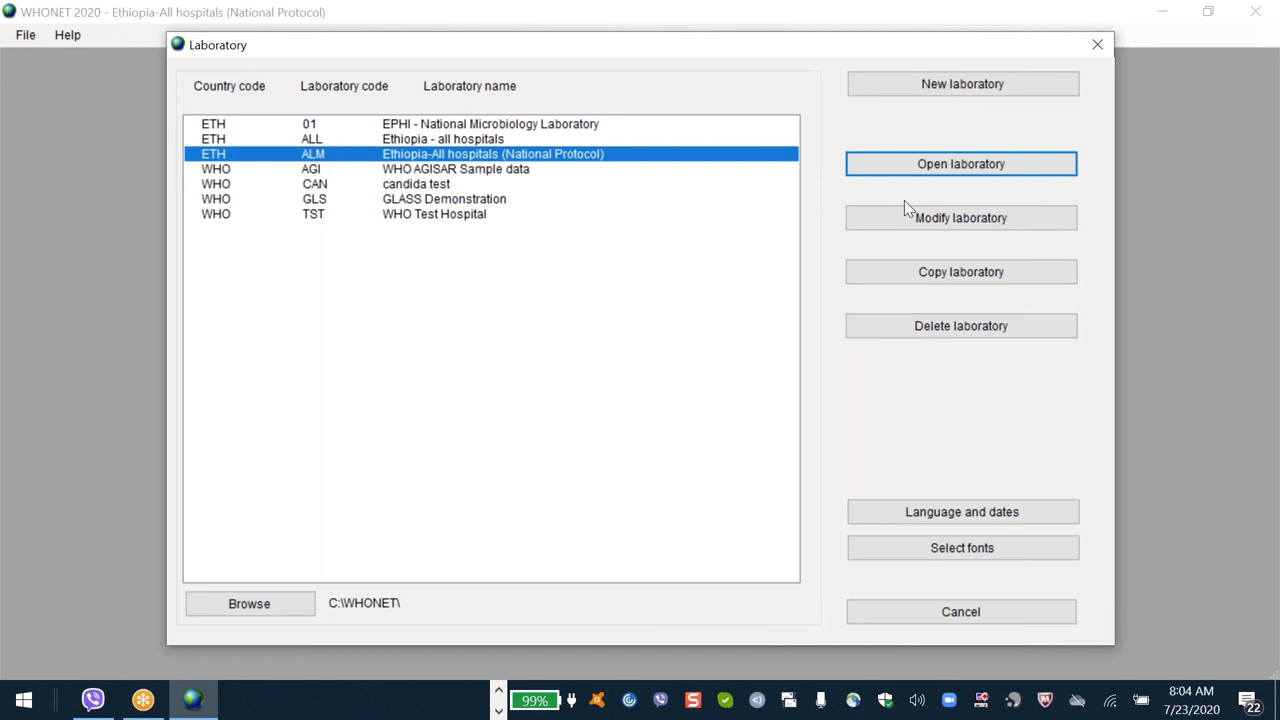 WHONET 2020 - Ethiopia-All hospitals (National Protocol)
File Help
Laboratory
Country code Laboratory code Laboratory name
ETH 01 EPHI - National Microbiology Laboratory
ETH ALL Ethiopia - all hospitals
ETH ALM Ethiopia-All hospitals (National Protocol)
WHO AGI WHO AGISAR Sample data
WHO CAN candida test
WHO GLS GLASS Demonstration
WHO TST WHO Test Hospital
New laboratory
Open laboratory
Modify laboratory
Copy laboratory
Delete laboratory
Language and dates
Select fonts
Browse C:\WHONET\
Cancel
99%
8:04 AM
7/23/2020
22